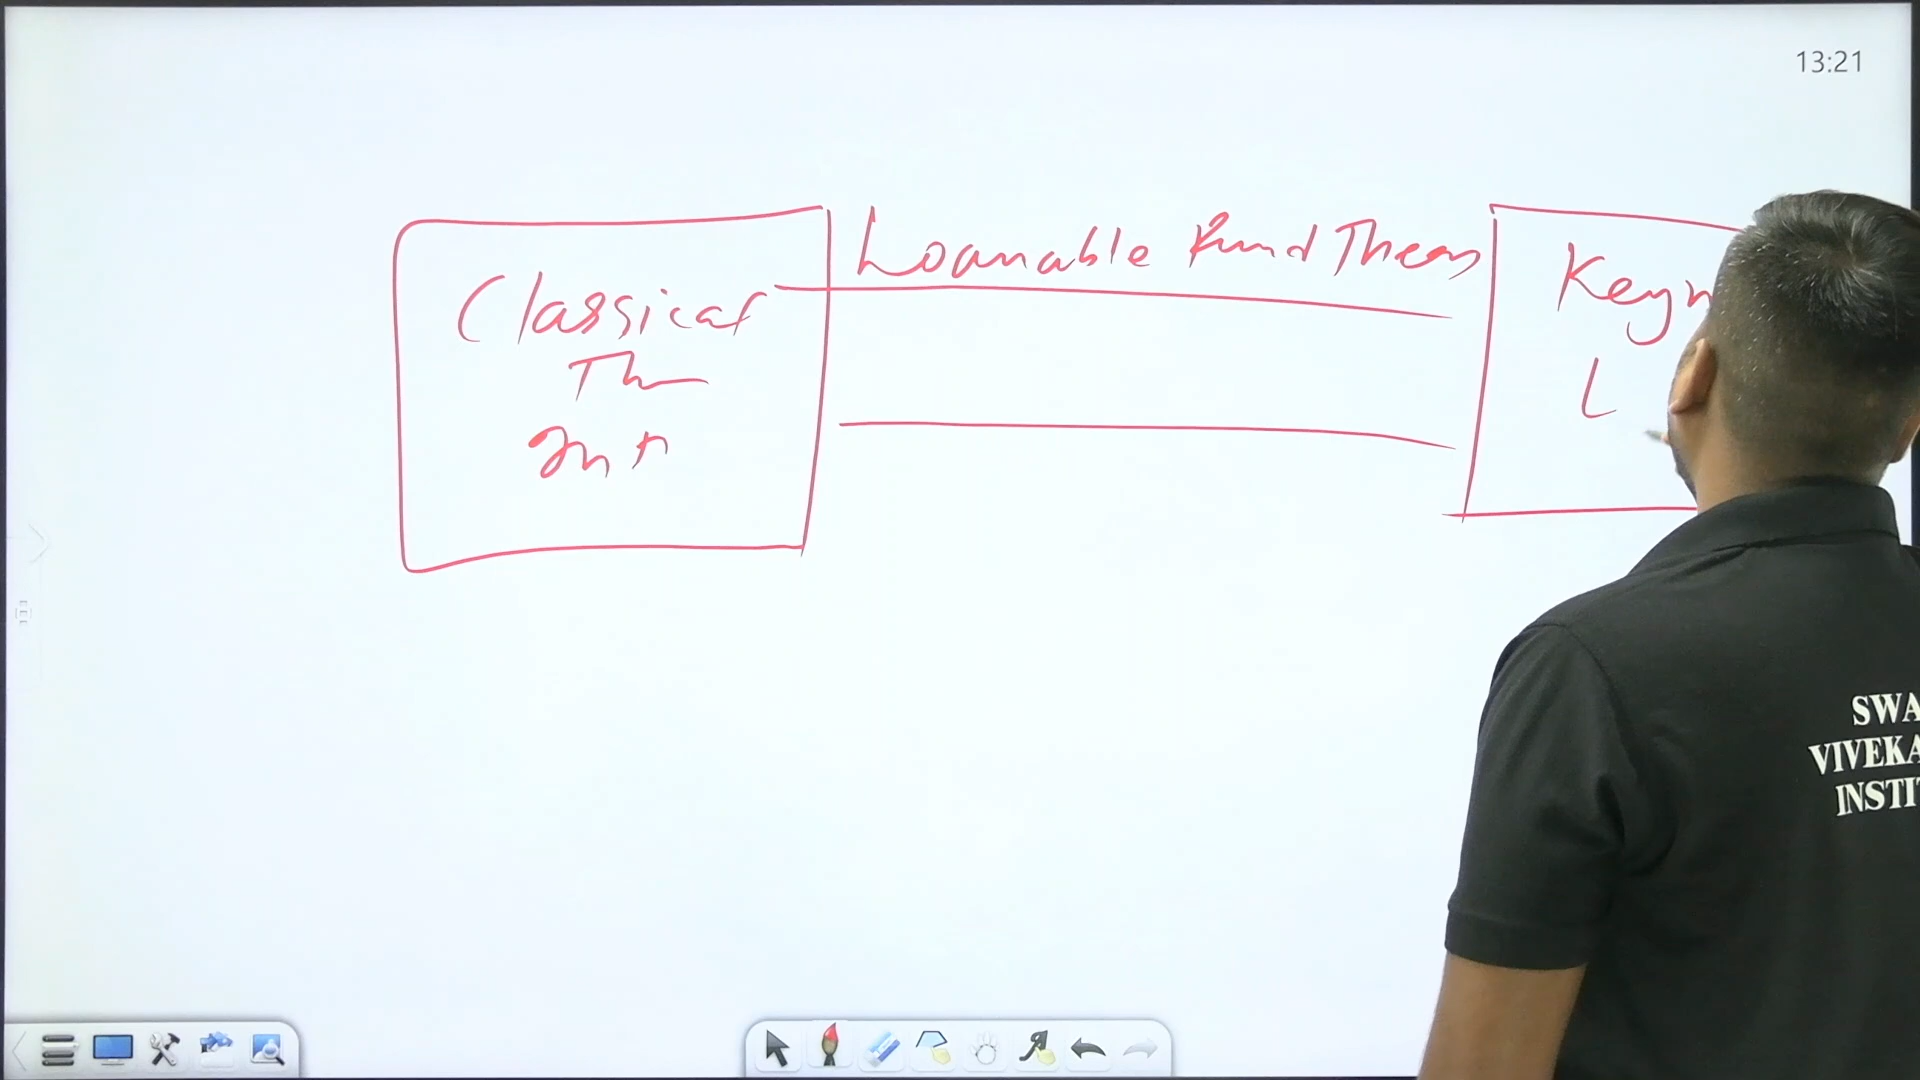 13:21
Loanable Fund Theory
Classical
Th
Int
Keyn
L
SWA
VIVEKA
INSTIT